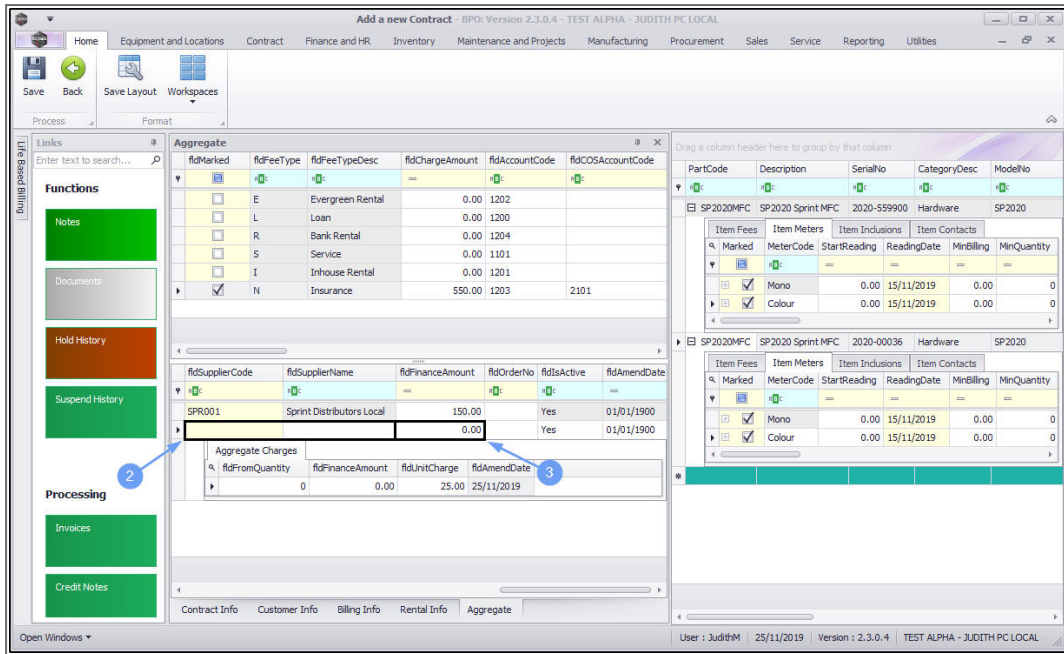 Add a new Contract - BPO: Version 2.3.0.4 - TEST ALPHA - JUDITH PC LOCAL
Home Equipment and Locations Contract Finance and HR Inventory Maintenance and Projects Manufacturing Procurement Sales Service Reporting Utilities
Save Back Save Layout Workspaces
Process Format
Life Based Billing
Links
Enter text to search...
Functions
Notes
Documents
Hold History
Suspend History
Processing
Invoices
Credit Notes
Aggregate
fldMarked fldFeeType fldFeeTypeDesc fldChargeAmount fldAccountCode fldCOSAccountCode
E Evergreen Rental 0.00 1202
L Loan 0.00 1200
R Bank Rental 0.00 1204
S Service 0.00 1101
I Inhouse Rental 0.00 1201
N Insurance 550.00 1203 2101
fldSupplierCode fldSupplierName fldFinanceAmount fldOrderNo fldIsActive fldAmendDate
SPR001 Sprint Distributors Local 150.00 Yes 01/01/1900
0.00 Yes 01/01/1900
2 3
Aggregate Charges
fldFromQuantity fldFinanceAmount fldUnitCharge fldAmendDate
0 0.00 25.00 25/11/2019
Contract Info Customer Info Billing Info Rental Info Aggregate
Drag a column header here to group by that column
PartCode Description SerialNo CategoryDesc ModelNo
SP2020MFC SP2020 Sprint MFC 2020-559900 Hardware SP2020
Item Fees Item Meters Item Inclusions Item Contacts
Marked MeterCode StartReading ReadingDate MinBilling MinQuantity
Mono 0.00 15/11/2019 0.00 0
Colour 0.00 15/11/2019 0.00 0
SP2020MFC SP2020 Sprint MFC 2020-00036 Hardware SP2020
Item Fees Item Meters Item Inclusions Item Contacts
Marked MeterCode StartReading ReadingDate MinBilling MinQuantity
Mono 0.00 15/11/2019 0.00 0
Colour 0.00 15/11/2019 0.00 0
Open Windows User : JudithM 25/11/2019 Version : 2.3.0.4 TEST ALPHA - JUDITH PC LOCAL